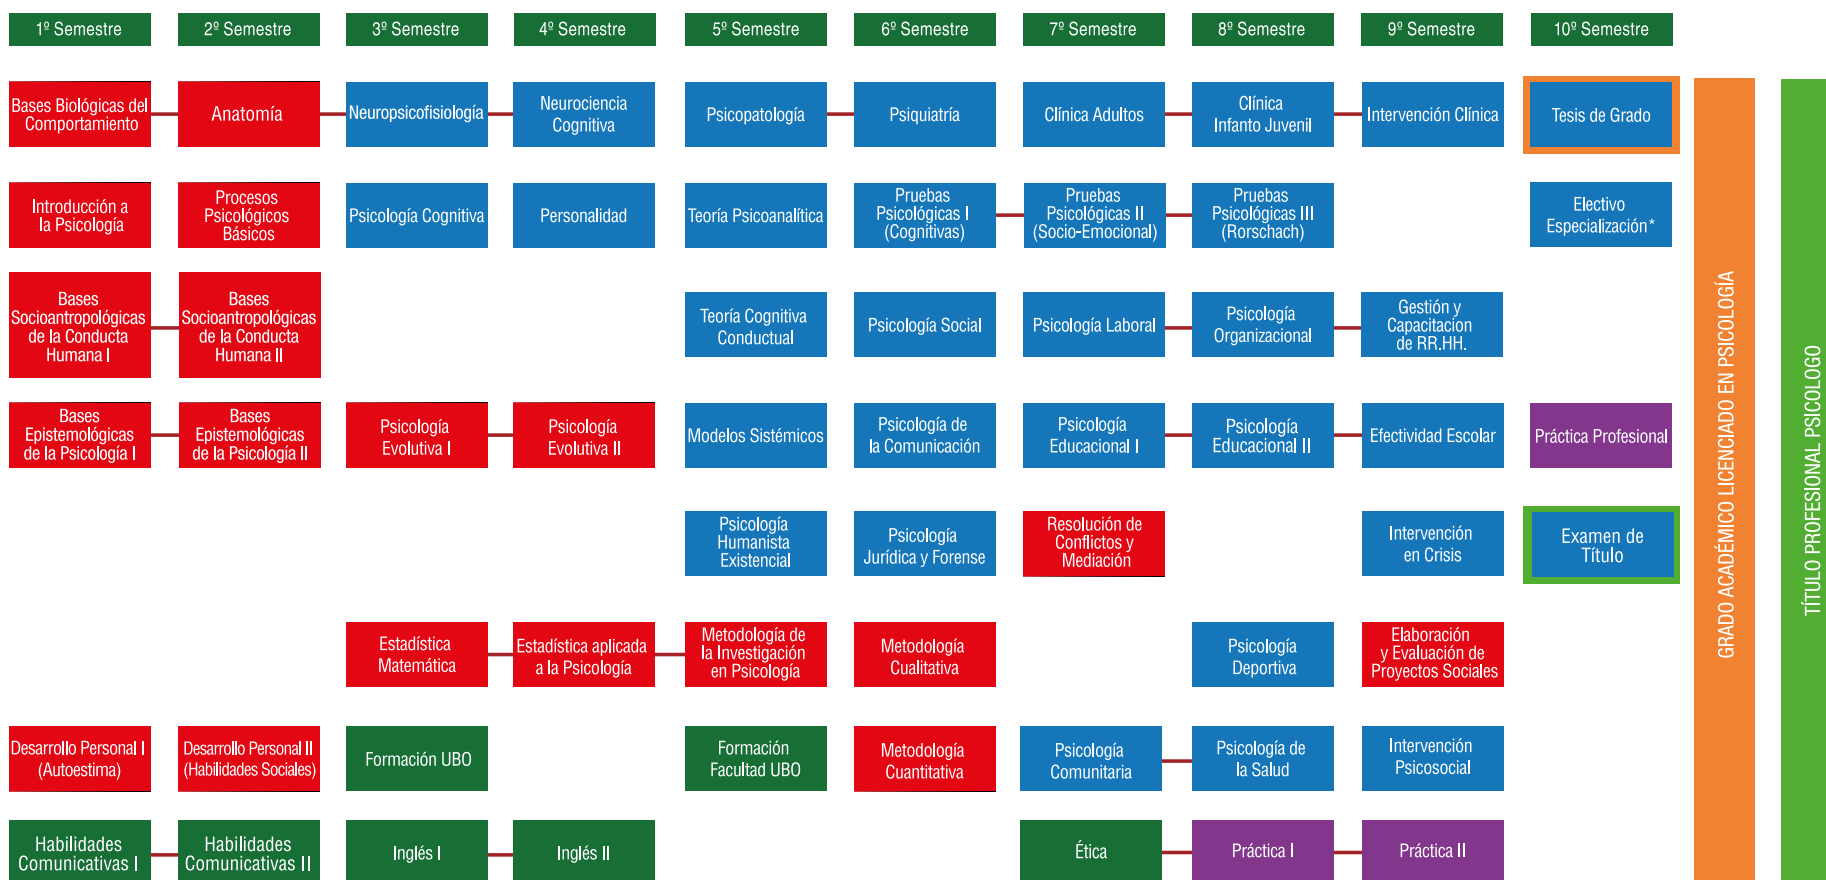 1º Semestre
2º Semestre
3º Semestre
4º Semestre
5º Semestre
6º Semestre
7º Semestre
8º Semestre
9º Semestre
10º Semestre
Bases Biológicas del
Comportamiento
Anatomía
Neuropsicofisiología
Neurociencia
Cognitiva
Psicopatología
Psiquiatría
Clínica Adultos
Clínica
Infanto Juvenil
Intervención Clínica
Tesis de Grado
Introducción a
la Psicología
Procesos
Psicológicos
Básicos
Psicología Cognitiva
Personalidad
Teoría Psicoanalítica
Pruebas
Psicológicas I
(Cognitivas)
Pruebas
Psicológicas II
(Socio-Emocional)
Pruebas
Psicológicas III
(Rorschach)
Electivo
Especialización*
Bases
Socioantropológicas
de la Conducta
Humana I
Bases
Socioantropológicas
de la Conducta
Humana II
Teoría Cognitiva
Conductual
Psicología Social
Psicología Laboral
Psicología
Organizacional
Gestión y
Capacitacion
de RR.HH.
Bases
Epistemológicas
de la Psicología I
Bases
Epistemológicas
de la Psicología II
Psicología
Evolutiva I
Psicología
Evolutiva II
Modelos Sistémicos
Psicología de
la Comunicación
Psicología
Educacional I
Psicología
Educacional II
Efectividad Escolar
Práctica Profesional
Psicología
Humanista
Existencial
Psicología
Jurídica y Forense
Resolución de
Conflictos y
Mediación
Intervención
en Crisis
Examen de
Título
Estadística
Matemática
Estadística aplicada
a la Psicología
Metodología de
la Investigación
en Psicología
Metodología
Cualitativa
Psicología
Deportiva
Elaboración
y Evaluación de
Proyectos Sociales
Desarrollo Personal I
(Autoestima)
Desarrollo Personal II
(Habilidades Sociales)
Formación UBO
Formación
Facultad UBO
Metodología
Cuantitativa
Psicología
Comunitaria
Psicología de
la Salud
Intervención
Psicosocial
Habilidades
Comunicativas I
Habilidades
Comunicativas II
Inglés I
Inglés II
Ética
Práctica I
Práctica II
GRADO ACADÉMICO LICENCIADO EN PSICOLOGÍA
TÍTULO PROFESIONAL PSICOLOGO